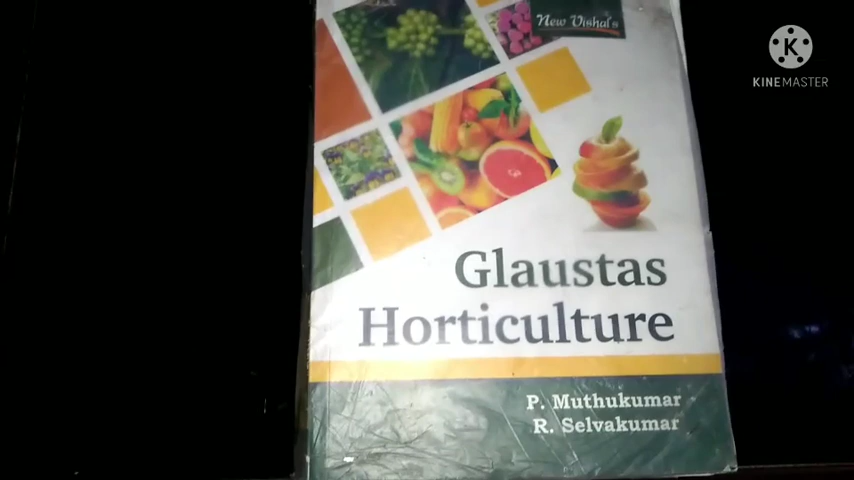 New Vishal's
K
KINEMASTER
Glaustas
Horticulture
P. Muthukumar
R. Selvakumar